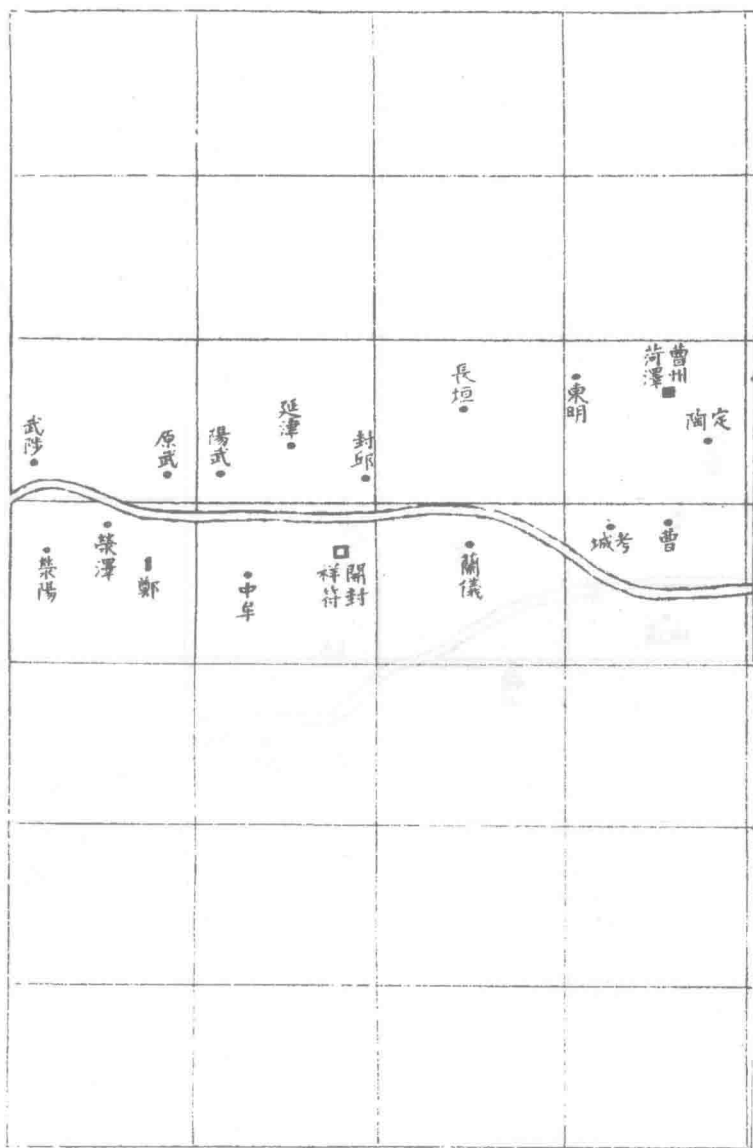 曹州
菏澤
定陶
東明
長垣
封邱
延津
陽武
原武
武陟
曹
考城
蘭儀
開封
祥符
中牟
鄭
滎澤
滎陽